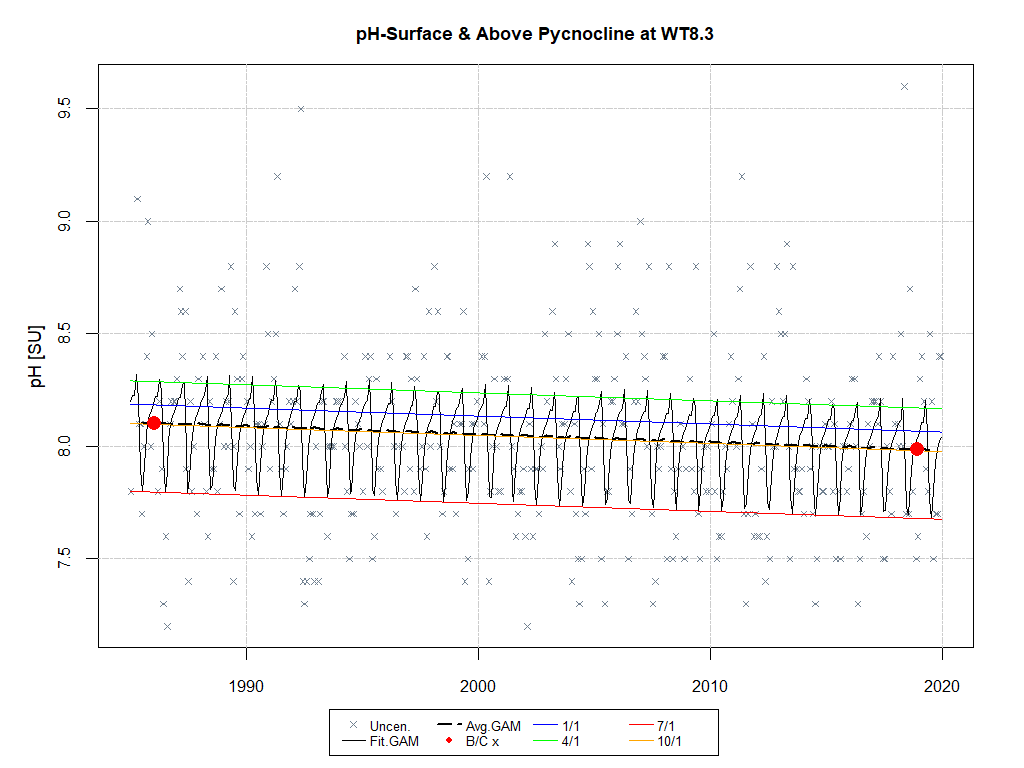 pH-Surface & Above Pycnocline at WT8.3
pH [SU]
9.5
9.0
8.5
8.0
7.5
1990 2000 2010 2020
Uncen. Avg.GAM 1/1 7/1
Fit.GAM B/C x 4/1 10/1